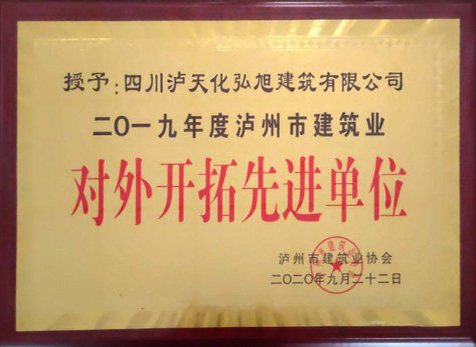 授予：四川泸天化弘旭建筑有限公司
二〇一九年度泸州市建筑业
对外开拓先进单位
泸州市建筑业协会
二〇二〇年九月二十二日